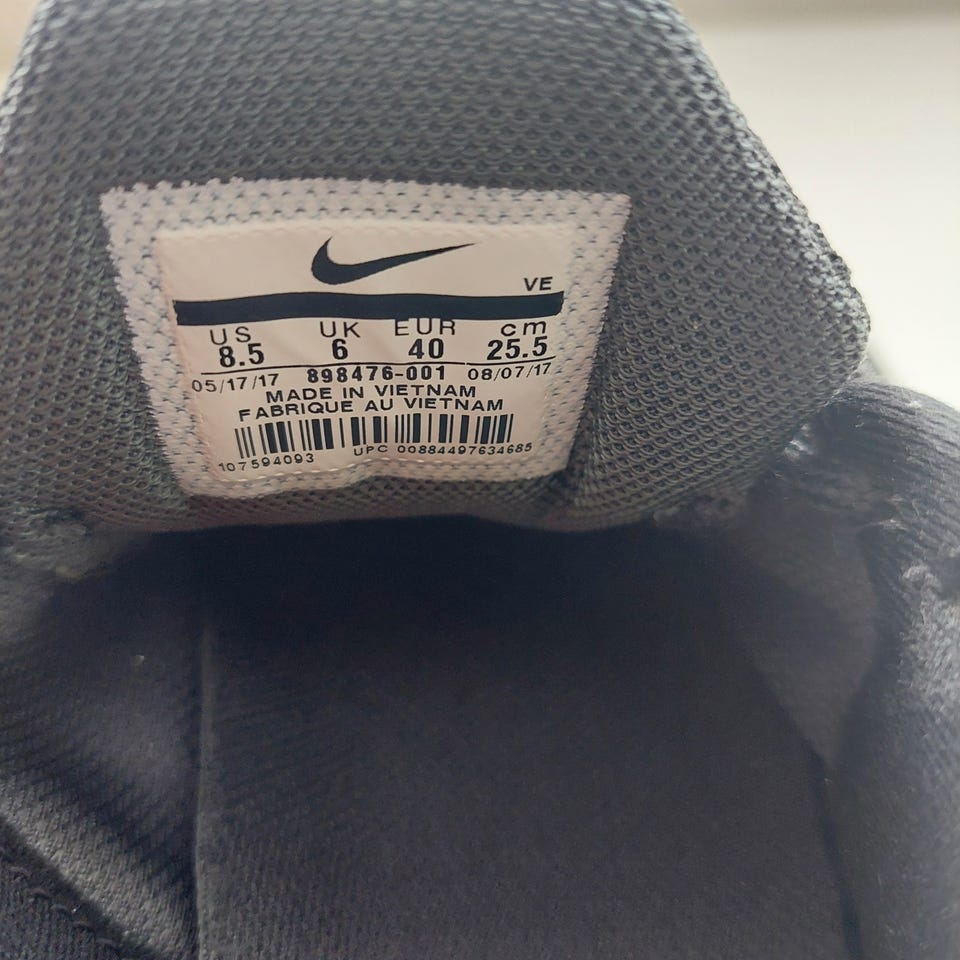 VE
US UK EUR cm
8.5 6 40 25.5
05/17/17 898476-001 08/07/17
MADE IN VIETNAM
FABRIQUE AU VIETNAM
107594093 UPC 00884497634685